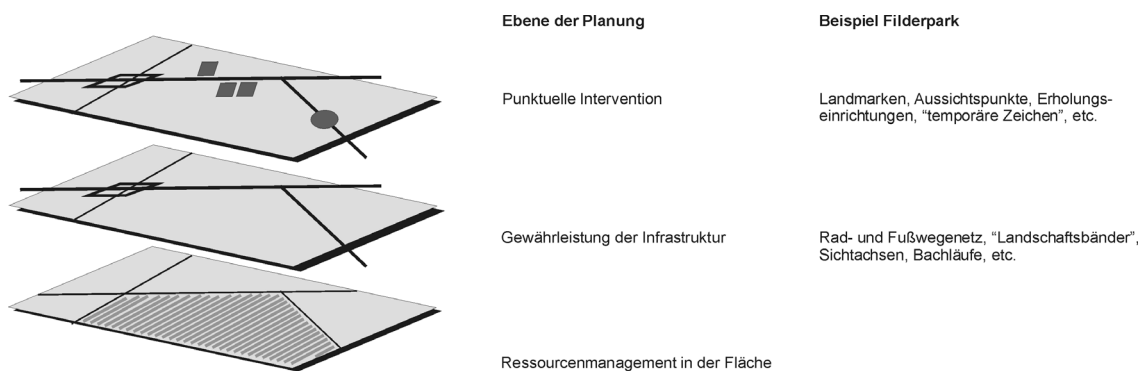 Ebene der Planung
Beispiel Filderpark
Punktuelle Intervention
Landmarken, Aussichtspunkte, Erholungs-
einrichtungen, “temporäre Zeichen”, etc.
Gewährleistung der Infrastruktur
Rad- und Fußwegenetz, “Landschaftsbänder”,
Sichtachsen, Bachläufe, etc.
Ressourcenmanagement in der Fläche